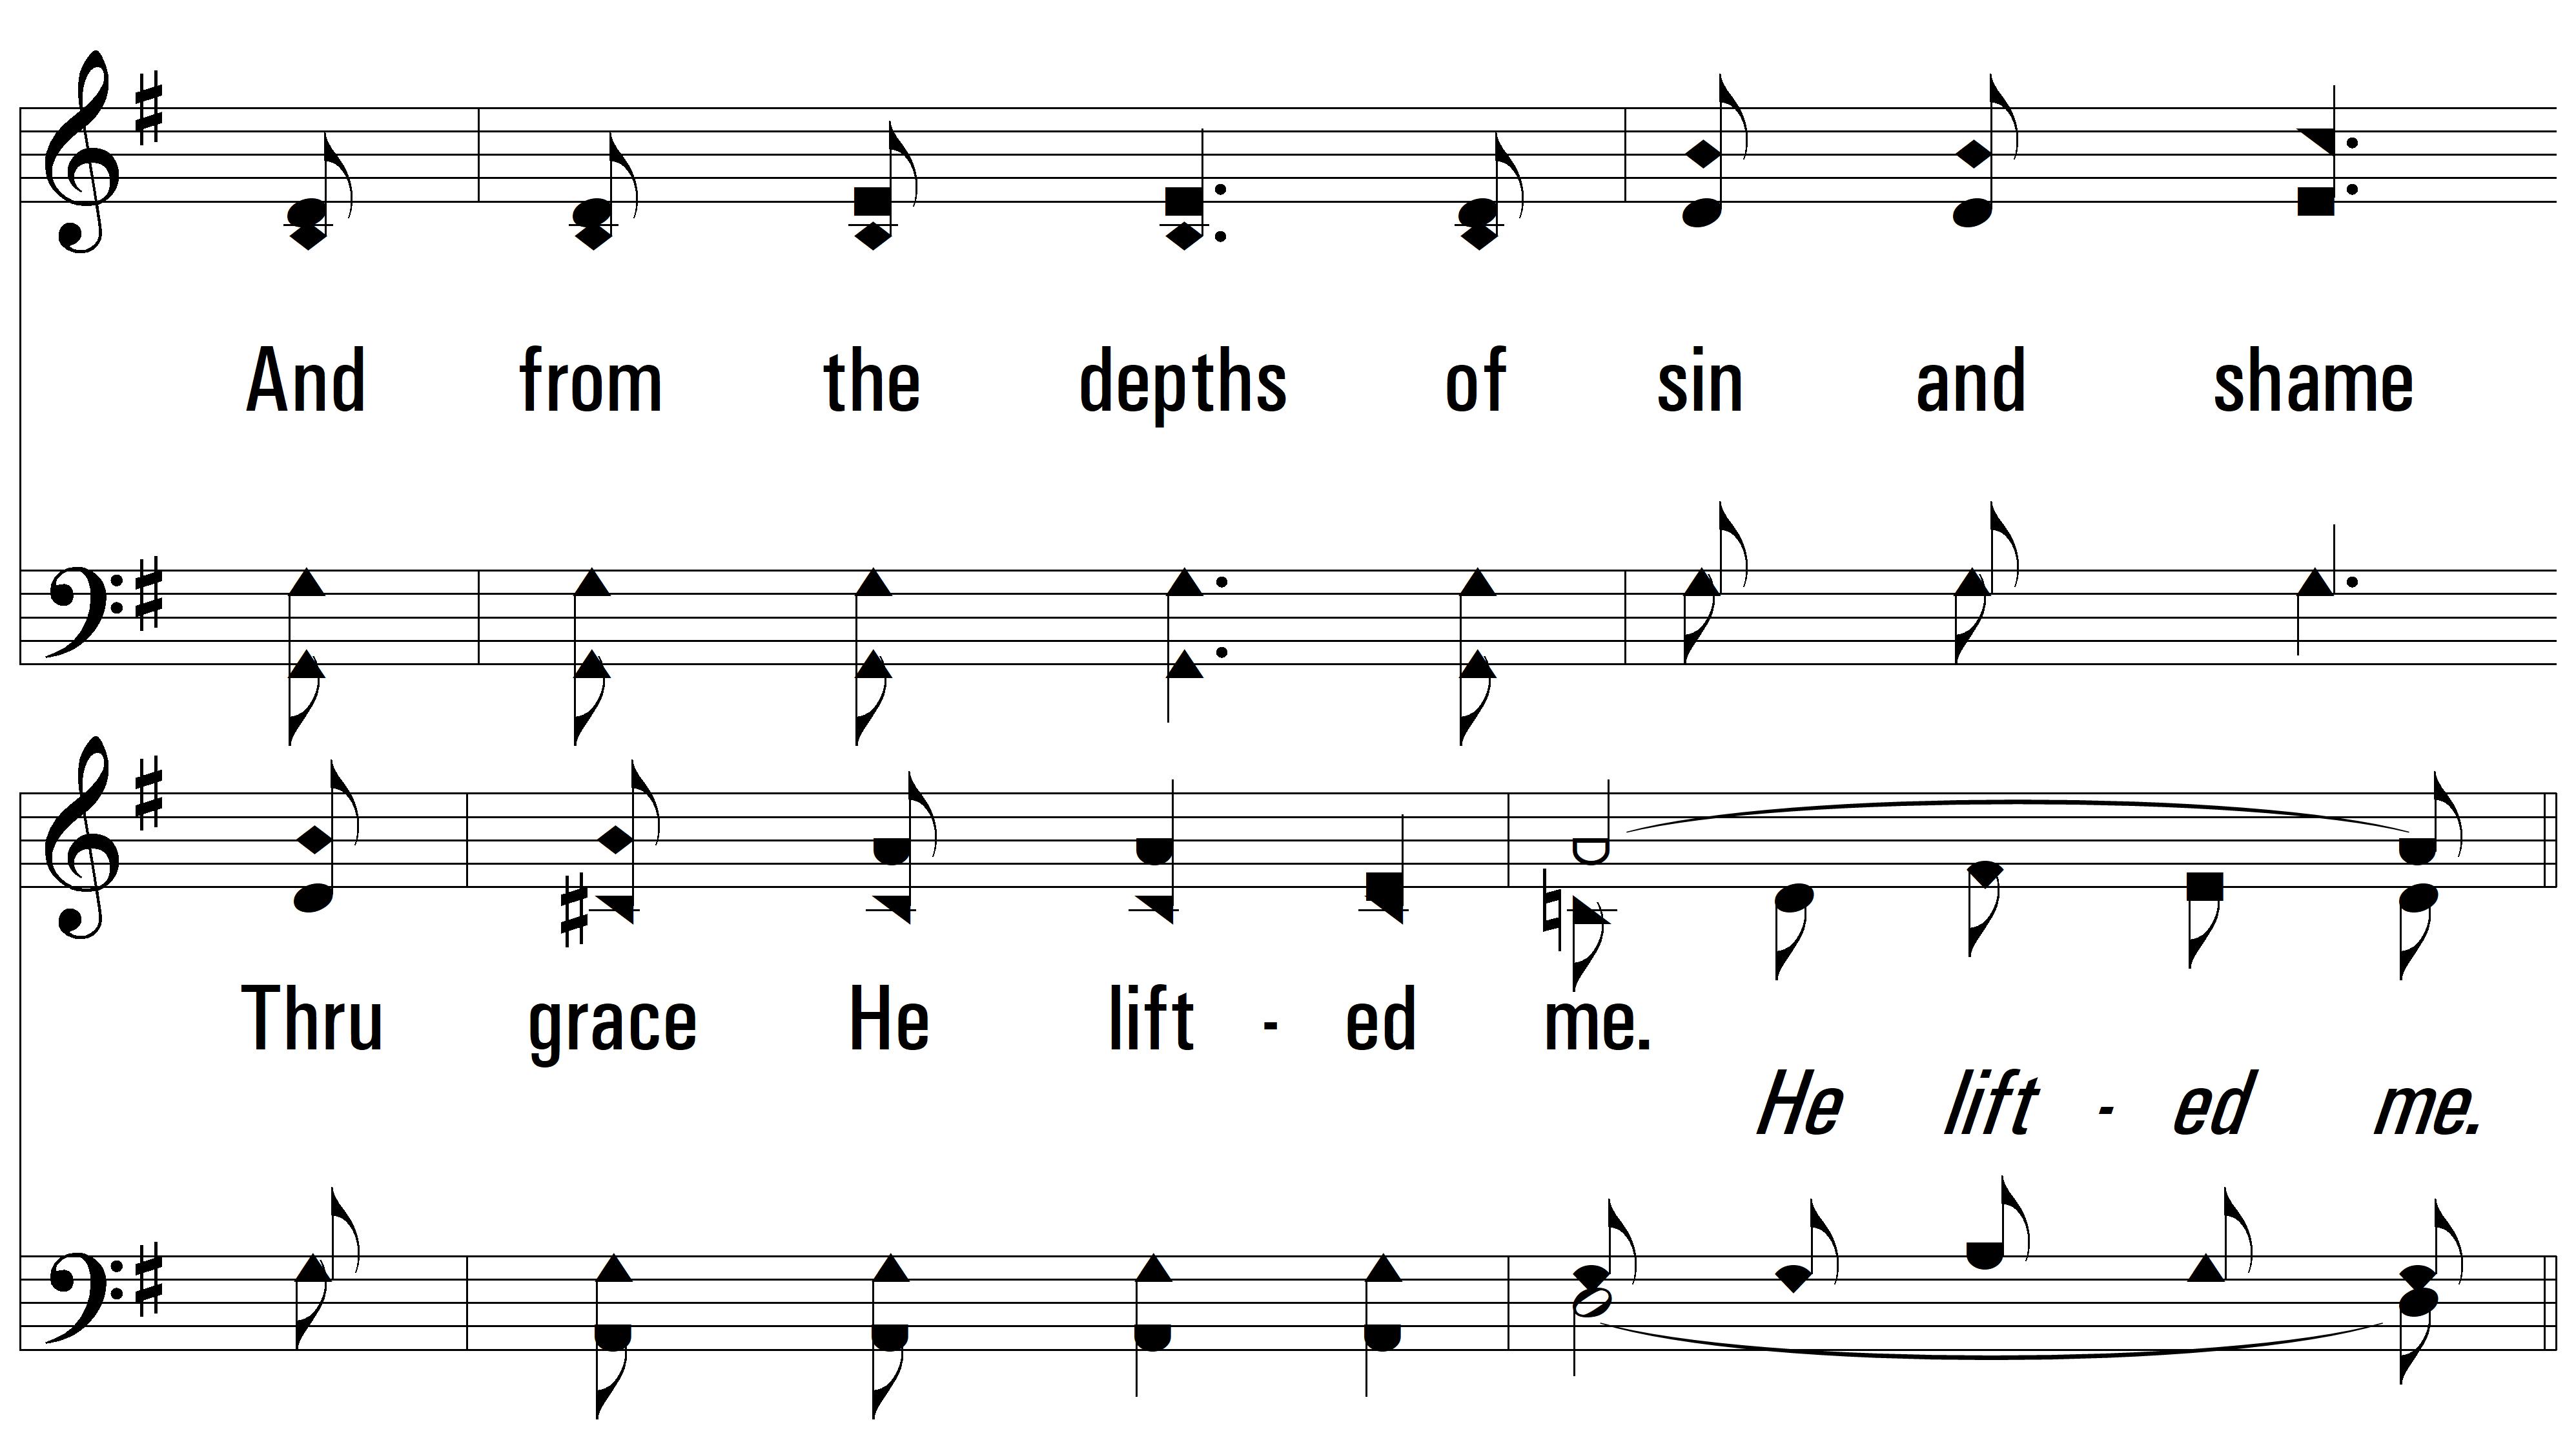 And from the depths of sin and shame
Thru grace He lift - ed me.
He lift - ed me.